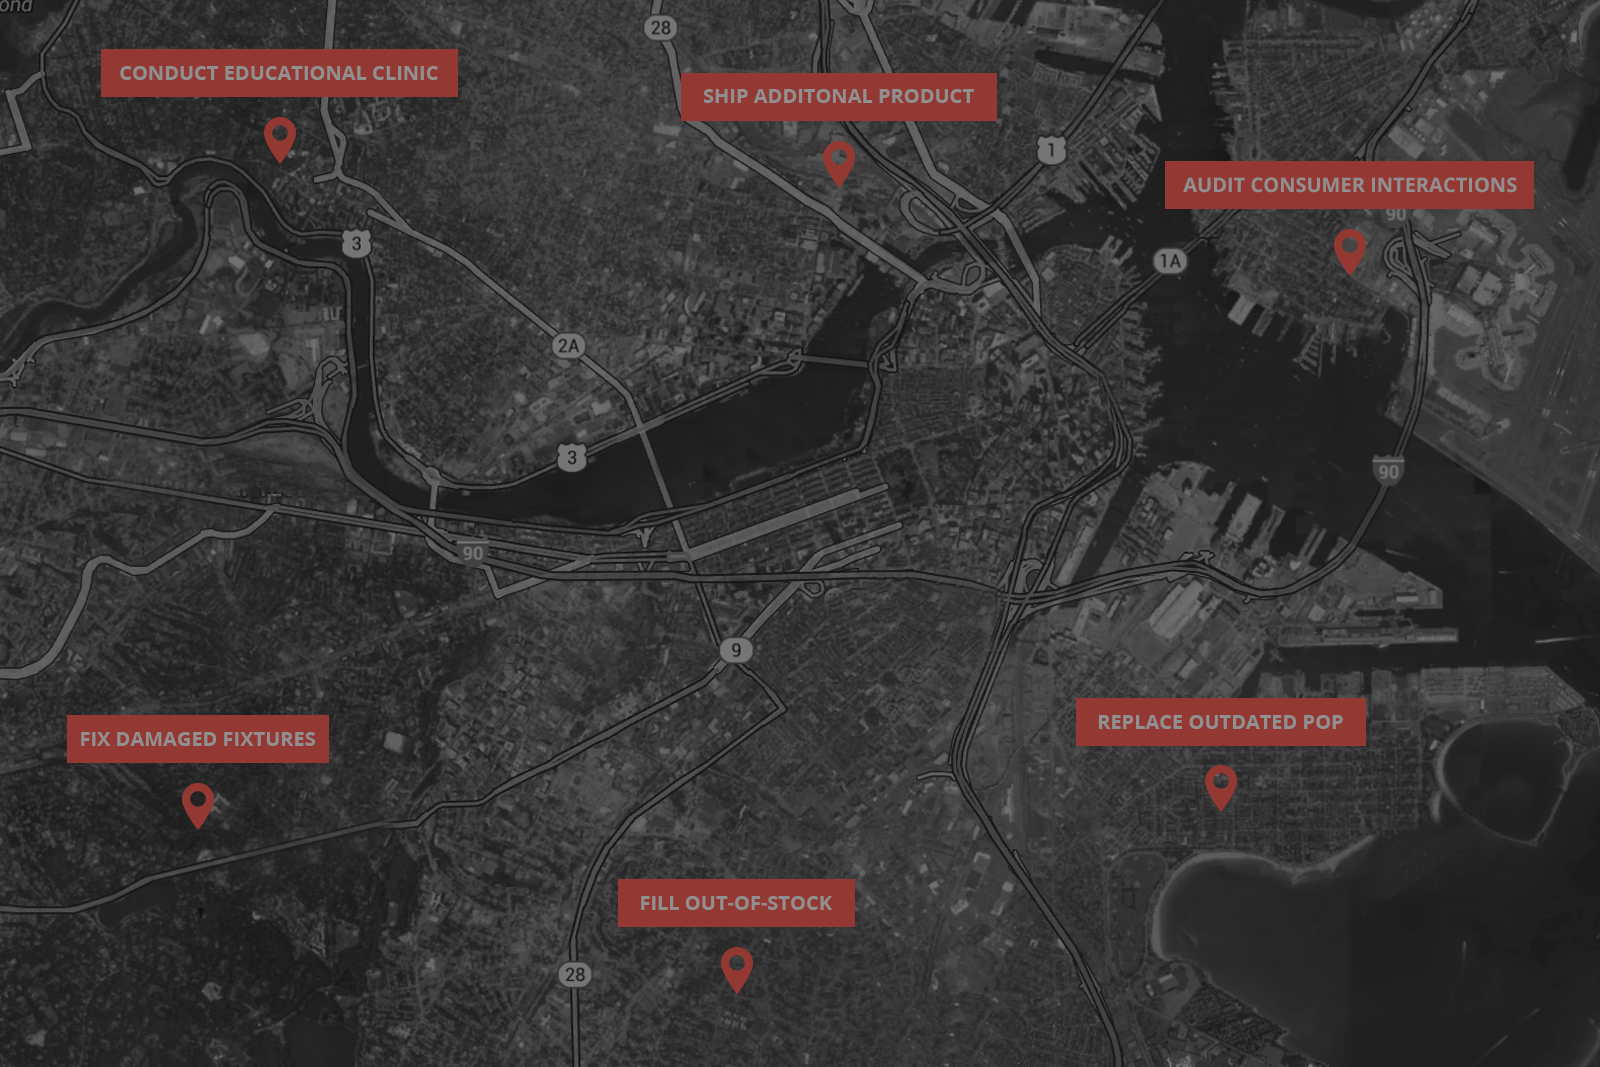 ond
28
CONDUCT EDUCATIONAL CLINIC
SHIP ADDITONAL PRODUCT
1
AUDIT CONSUMER INTERACTIONS
90
3
1A
2A
3
90
90
9
FIX DAMAGED FIXTURES
REPLACE OUTDATED POP
FILL OUT-OF-STOCK
28